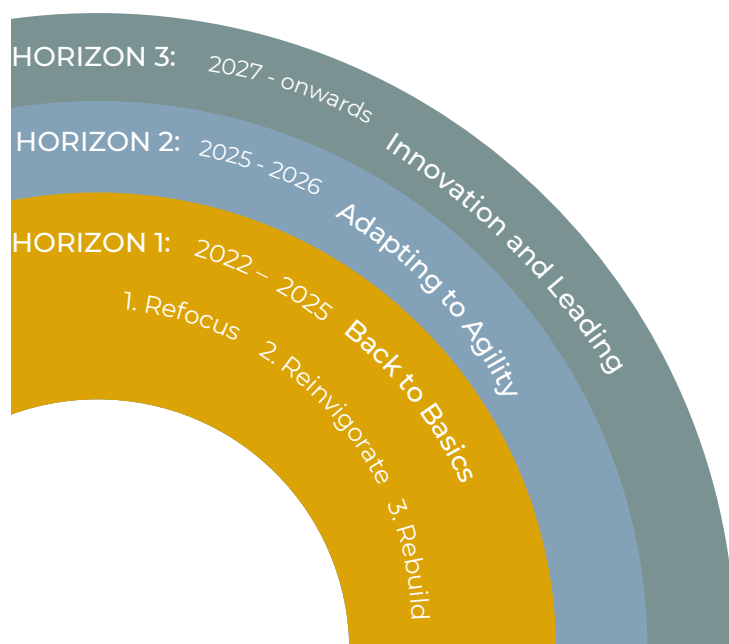 HORIZON 3: 2027 - onwards Innovation and Leading
HORIZON 2: 2025 - 2026 Adapting to Agility
HORIZON 1: 2022 – 2025 Back to Basics
1. Refocus 2. Reinvigorate 3. Rebuild